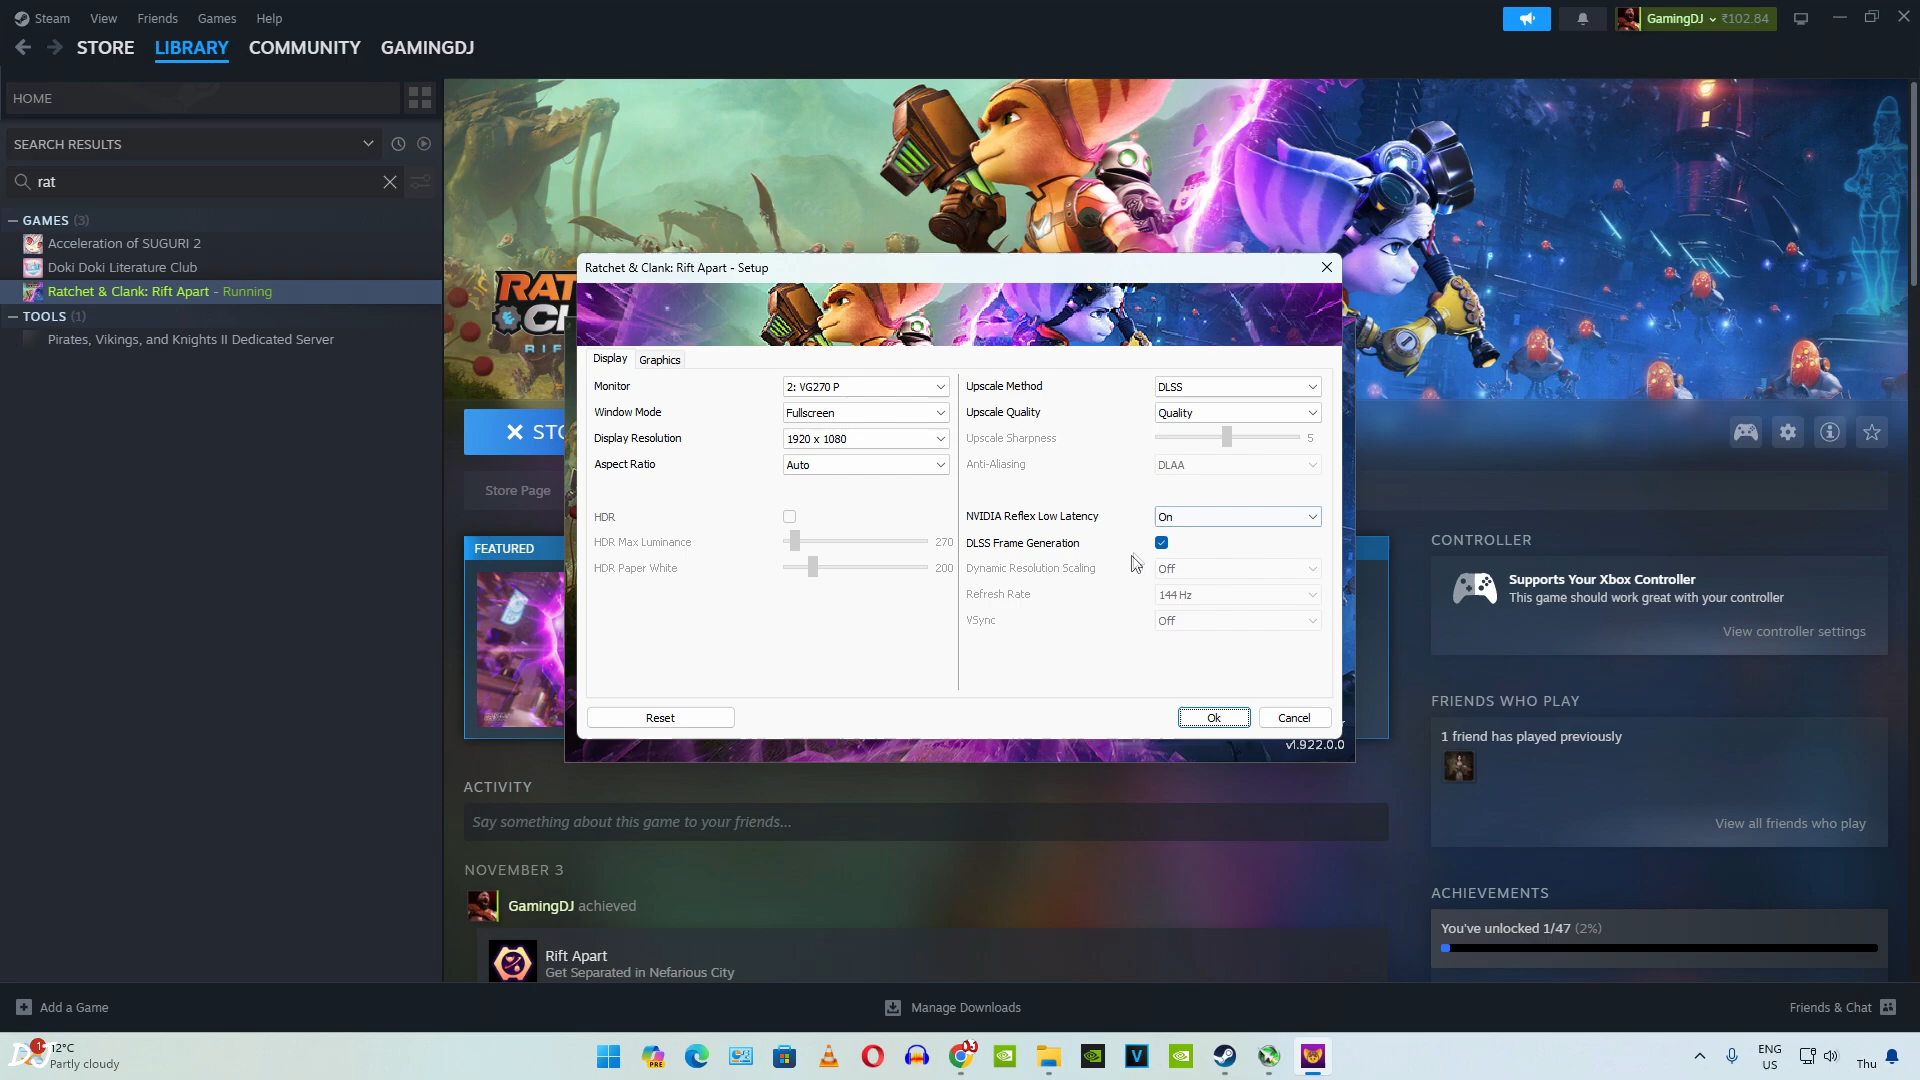 Steam View Friends Games Help
GamingDJ ₹102.84
STORE LIBRARY COMMUNITY GAMINGDJ
HOME
SEARCH RESULTS
rat
GAMES (3)
Acceleration of SUGURI 2
Doki Doki Literature Club
Ratchet & Clank: Rift Apart - Running
TOOLS (1)
Pirates, Vikings, and Knights II Dedicated Server
Store Page
FEATURED
Ratchet & Clank: Rift Apart - Setup
Display Graphics
Monitor 2: VG270 P
Window Mode Fullscreen
Display Resolution 1920 x 1080
Aspect Ratio Auto
HDR
HDR Max Luminance 270
HDR Paper White 200
Upscale Method DLSS
Upscale Quality Quality
Upscale Sharpness 5
Anti-Aliasing DLAA
NVIDIA Reflex Low Latency On
DLSS Frame Generation
Dynamic Resolution Scaling Off
Refresh Rate 144 Hz
VSync Off
Reset Ok Cancel
v1.922.0.0
CONTROLLER
Supports Your Xbox Controller
This game should work great with your controller
View controller settings
FRIENDS WHO PLAY
1 friend has played previously
View all friends who play
ACHIEVEMENTS
You've unlocked 1/47 (2%)
ACTIVITY
Say something about this game to your friends...
NOVEMBER 3
GamingDJ achieved
Rift Apart
Get Separated in Nefarious City
Add a Game Manage Downloads Friends & Chat
1
12°C
Partly cloudy
PRE
V
ENG
US
Thu